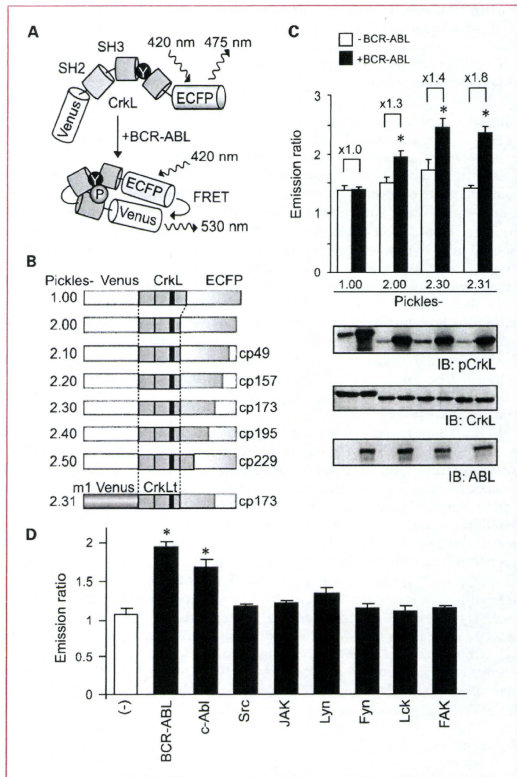 A
420 nm 475 nm
SH3
SH2
Y
ECFP
CrkL
Venus
+BCR-ABL
420 nm
Y
ECFP
P
FRET
Venus
530 nm
B
Pickles- Venus CrkL ECFP
1.00
2.00
2.10 cp49
2.20 cp157
2.30 cp173
2.40 cp195
2.50 cp229
m1 Venus CrkLt
2.31 cp173
C
-BCR-ABL
+BCR-ABL
x1.4 x1.8
x1.3
x1.0
* * *
Emission ratio
3
2
1
0
1.00 2.00 2.30 2.31
Pickles-
IB: pCrkL
IB: CrkL
IB: ABL
D
Emission ratio
2
1.5
1
0.5
0
* *
(-) BCR-ABL c-Abl Src JAK Lyn Fyn Lck FAK